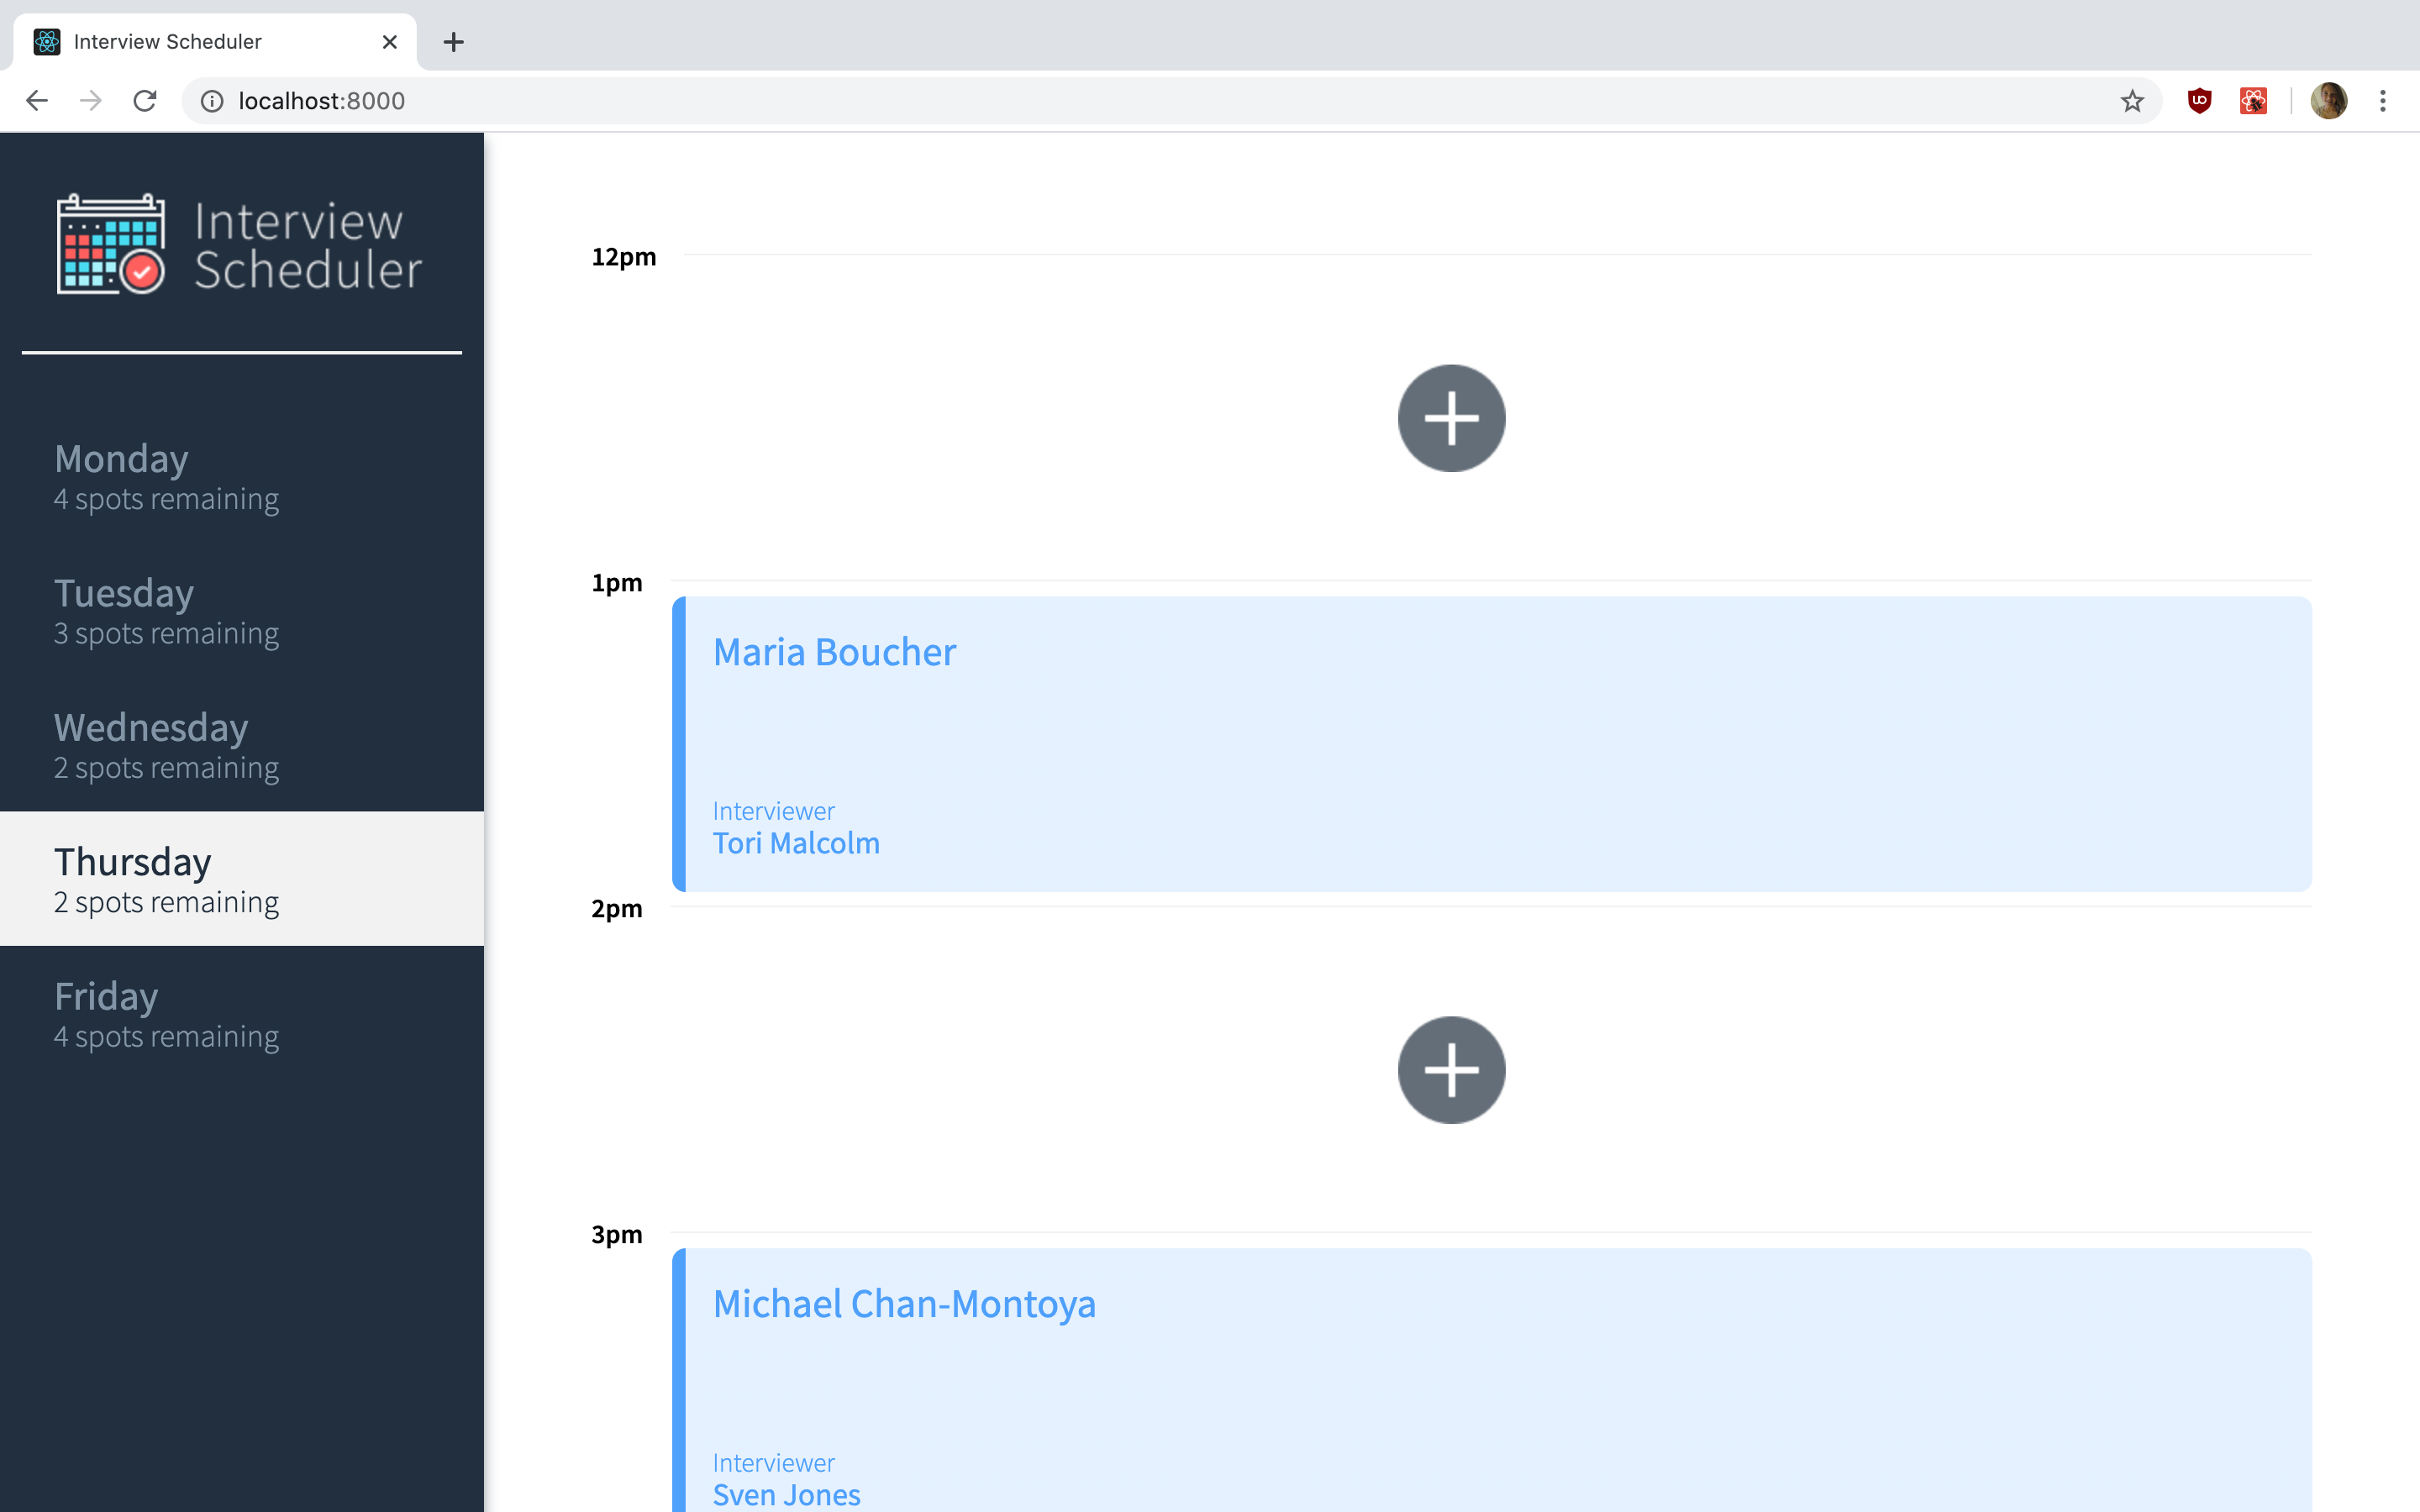 Interview Scheduler
localhost:8000
Interview
Scheduler
Monday
4 spots remaining
Tuesday
3 spots remaining
Wednesday
2 spots remaining
Thursday
2 spots remaining
Friday
4 spots remaining
12pm
1pm
Maria Boucher
Interviewer
Tori Malcolm
2pm
3pm
Michael Chan-Montoya
Interviewer
Sven Jones